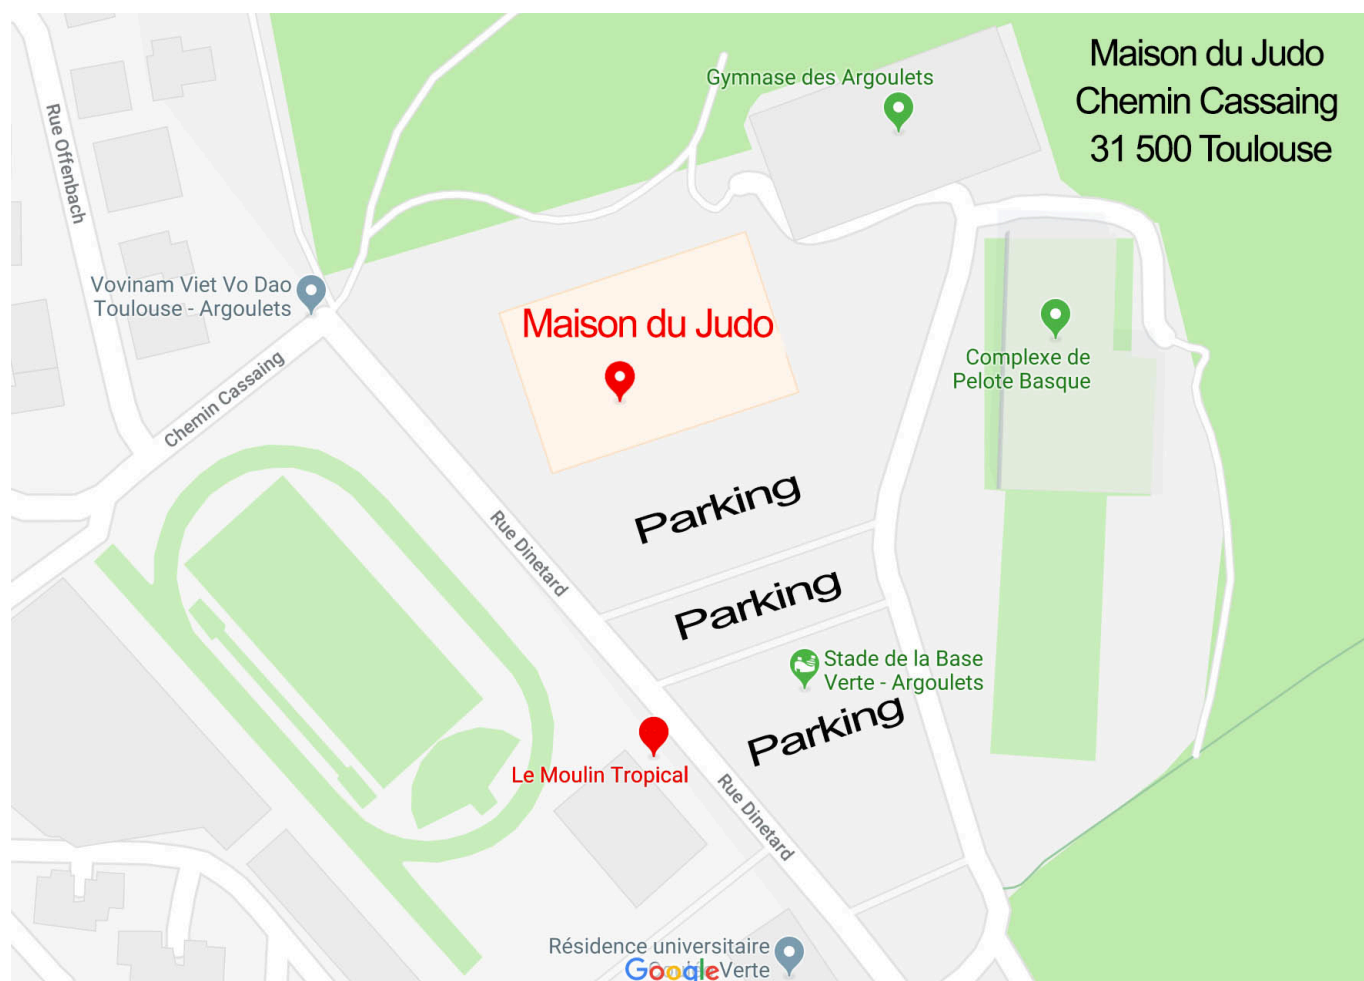 Maison du Judo
Chemin Cassaing
31 500 Toulouse
Gymnase des Argoulets
Rue Offenbach
Vovinam Viet Vo Dao
Toulouse - Argoulets
Maison du Judo
Complexe de
Pelote Basque
Chemin Cassaing
Parking
Rue Dinetard
Parking
Stade de la Base
Verte - Argoulets
Parking
Le Moulin Tropical
Rue Dinetard
Résidence universitaire
Verte
Google